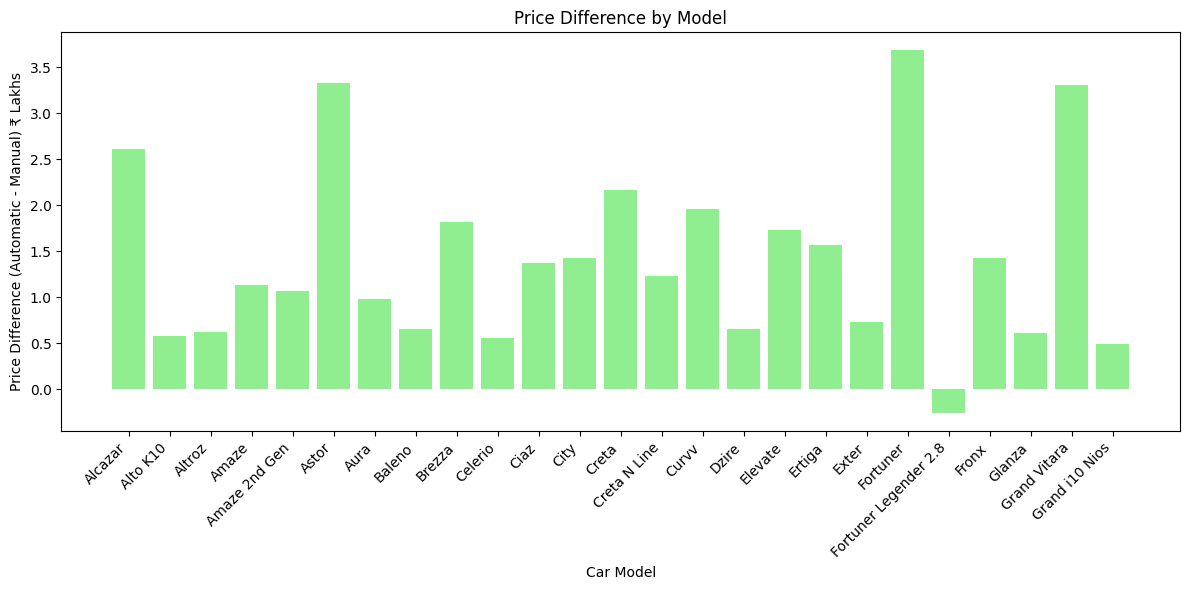 Price Difference by Model
Price Difference (Automatic - Manual) ₹ Lakhs
3.5
3.0
2.5
2.0
1.5
1.0
0.5
0.0
Alcazar
Alto K10
Altroz
Amaze
Amaze 2nd Gen
Astor
Aura
Baleno
Brezza
Celerio
Ciaz
City
Creta
Creta N Line
Curvv
Dzire
Elevate
Ertiga
Exter
Fortuner
Fortuner Legender 2.8
Fronx
Glanza
Grand Vitara
Grand i10 Nios
Car Model